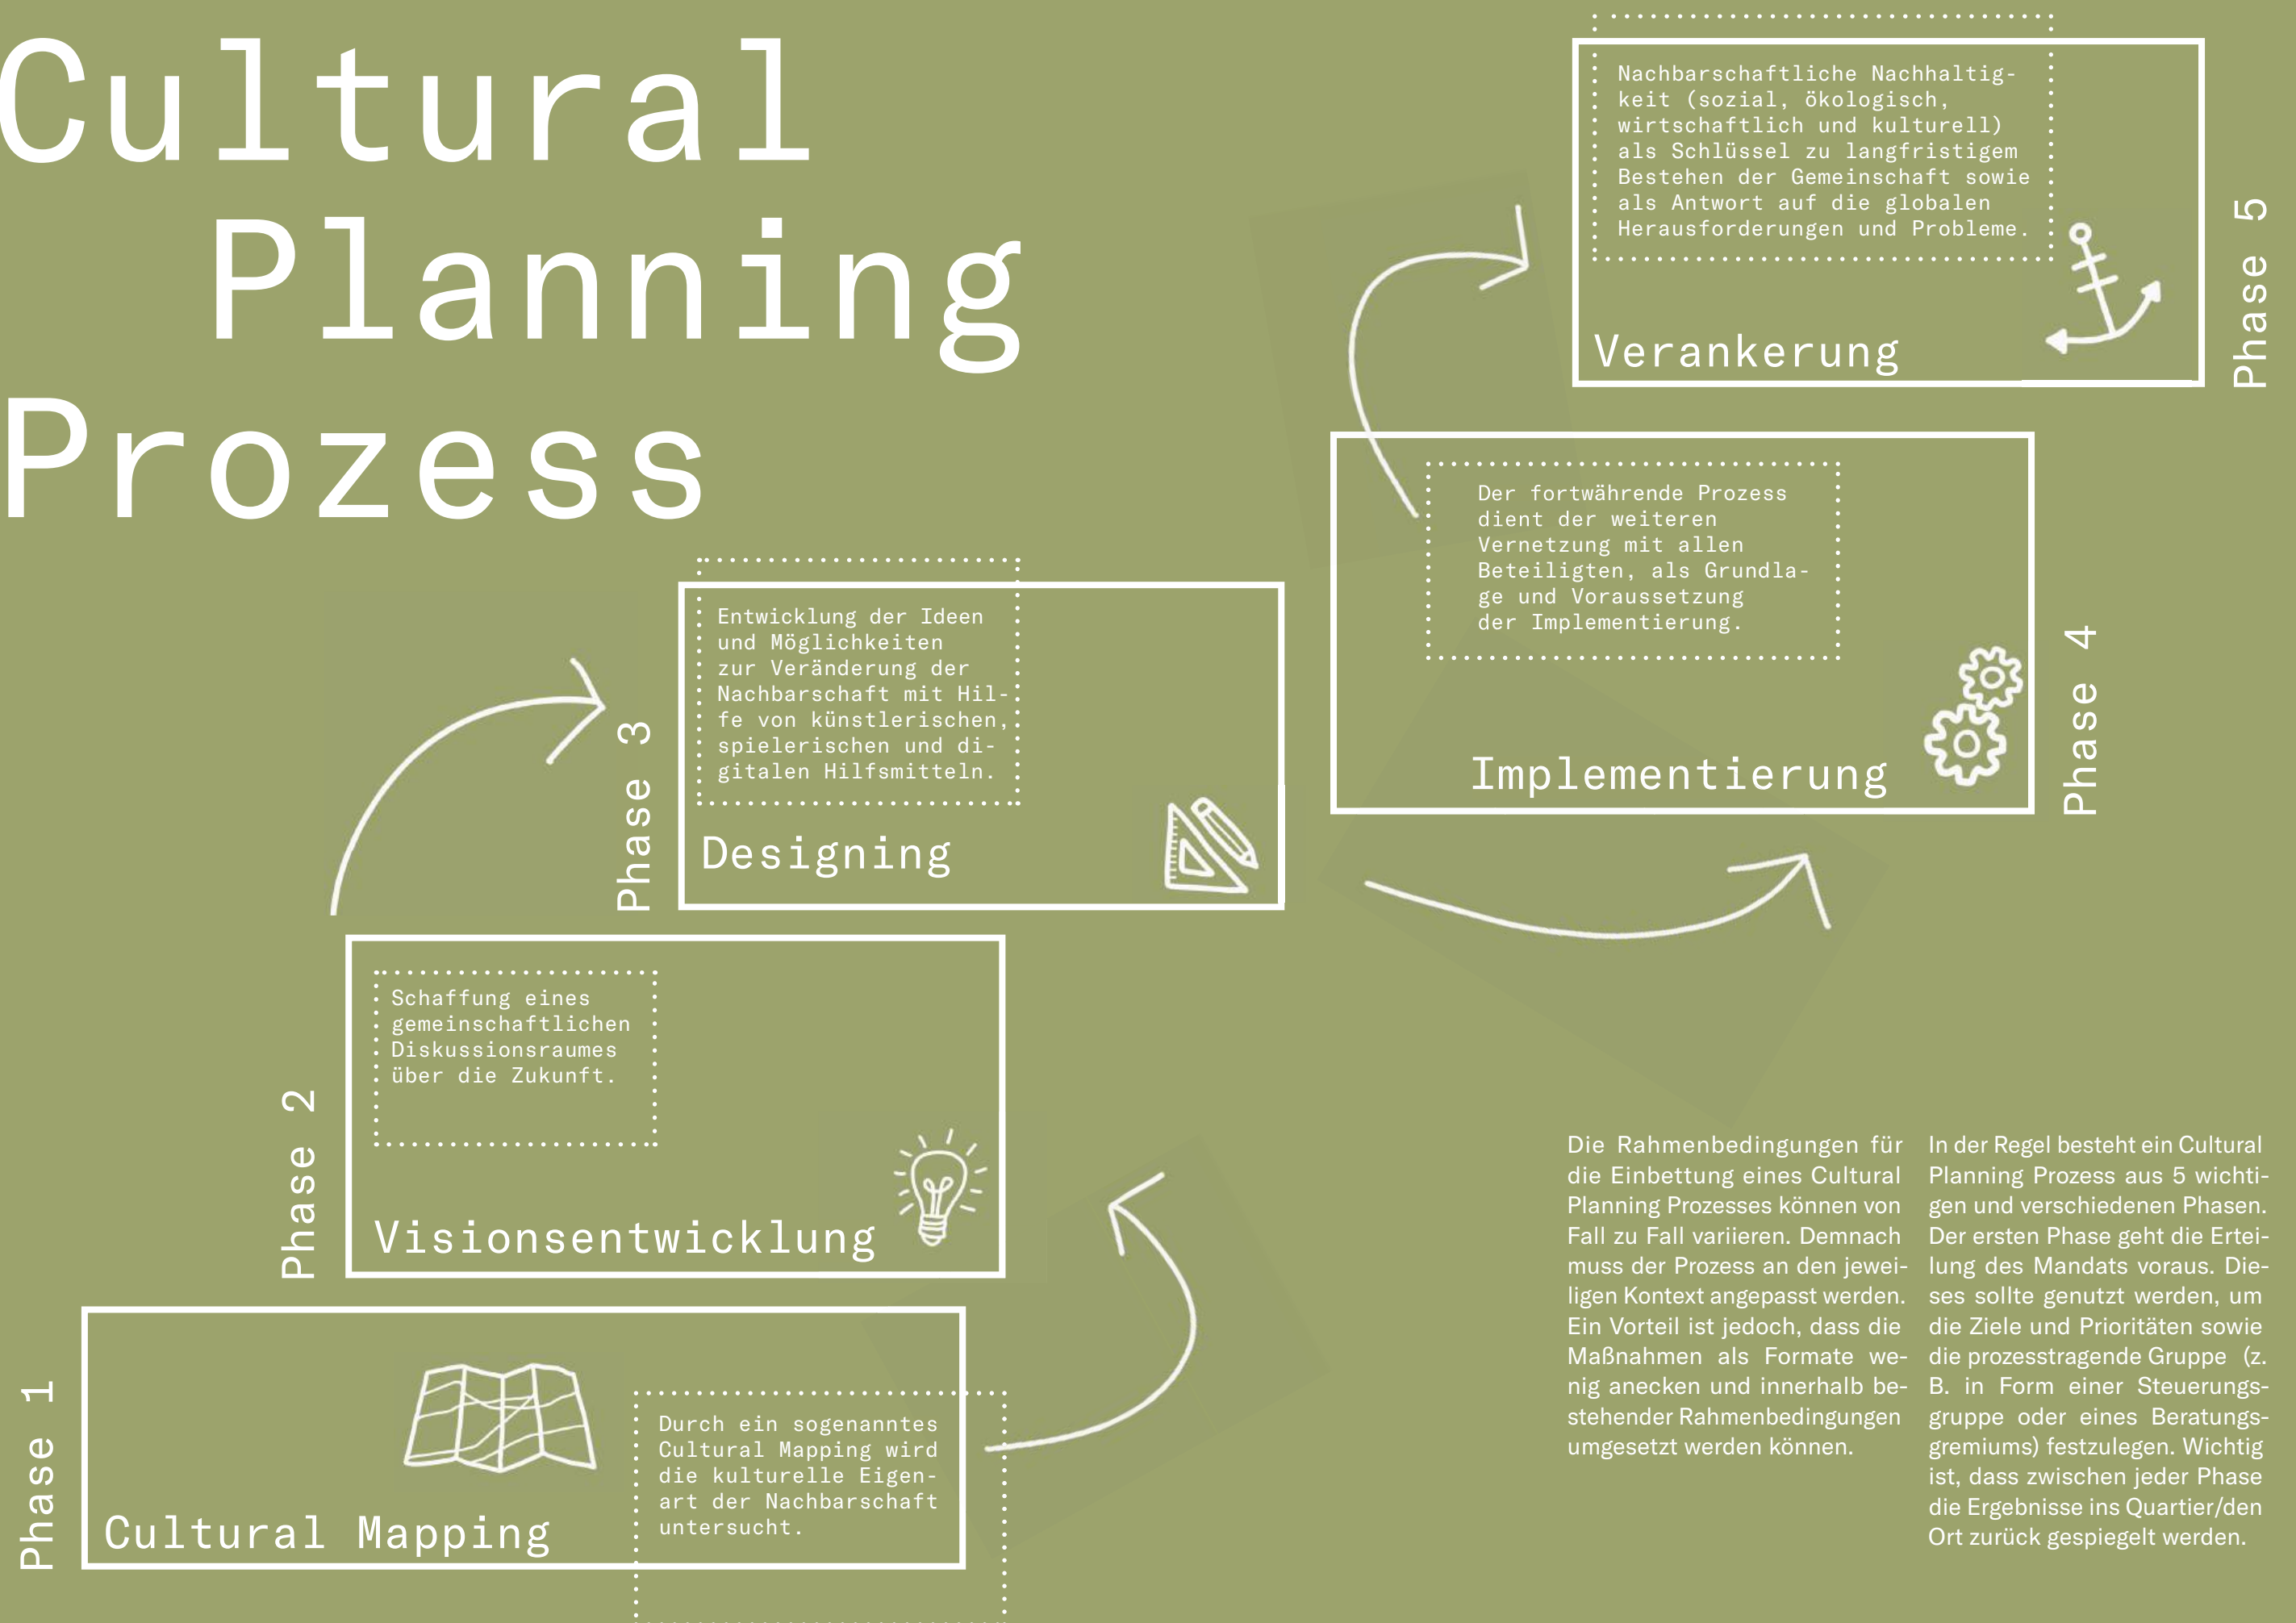 Cultural
Planning
Prozess
Phase 1
Cultural Mapping
Durch ein sogenanntes
Cultural Mapping wird
die kulturelle Eigen-
art der Nachbarschaft
untersucht.
Phase 2
Schaffung eines
gemeinschaftlichen
Diskussionsraumes
über die Zukunft.
Visionsentwicklung
Phase 3
Entwicklung der Ideen
und Möglichkeiten
zur Veränderung der
Nachbarschaft mit Hil-
fe von künstlerischen,
spielerischen und di-
gitalen Hilfsmitteln.
Designing
Phase 4
Der fortwährende Prozess
dient der weiteren
Vernetzung mit allen
Beteiligten, als Grundla-
ge und Voraussetzung
der Implementierung.
Implementierung
Phase 5
Nachbarschaftliche Nachhaltig-
keit (sozial, ökologisch,
wirtschaftlich und kulturell)
als Schlüssel zu langfristigem
Bestehen der Gemeinschaft sowie
als Antwort auf die globalen
Herausforderungen und Probleme.
Verankerung
Die Rahmenbedingungen für
die Einbettung eines Cultural
Planning Prozesses können von
Fall zu Fall variieren. Demnach
muss der Prozess an den jewei-
ligen Kontext angepasst werden.
Ein Vorteil ist jedoch, dass die
Maßnahmen als Formate we-
nig anecken und innerhalb be-
stehender Rahmenbedingungen
umgesetzt werden können.
In der Regel besteht ein Cultural
Planning Prozess aus 5 wichti-
gen und verschiedenen Phasen.
Der ersten Phase geht die Ertei-
lung des Mandats voraus. Die-
ses sollte genutzt werden, um
die Ziele und Prioritäten sowie
die prozesstragende Gruppe (z.
B. in Form einer Steuerungs-
gruppe oder eines Beratungs-
gremiums) festzulegen. Wichtig
ist, dass zwischen jeder Phase
die Ergebnisse ins Quartier/den
Ort zurück gespiegelt werden.